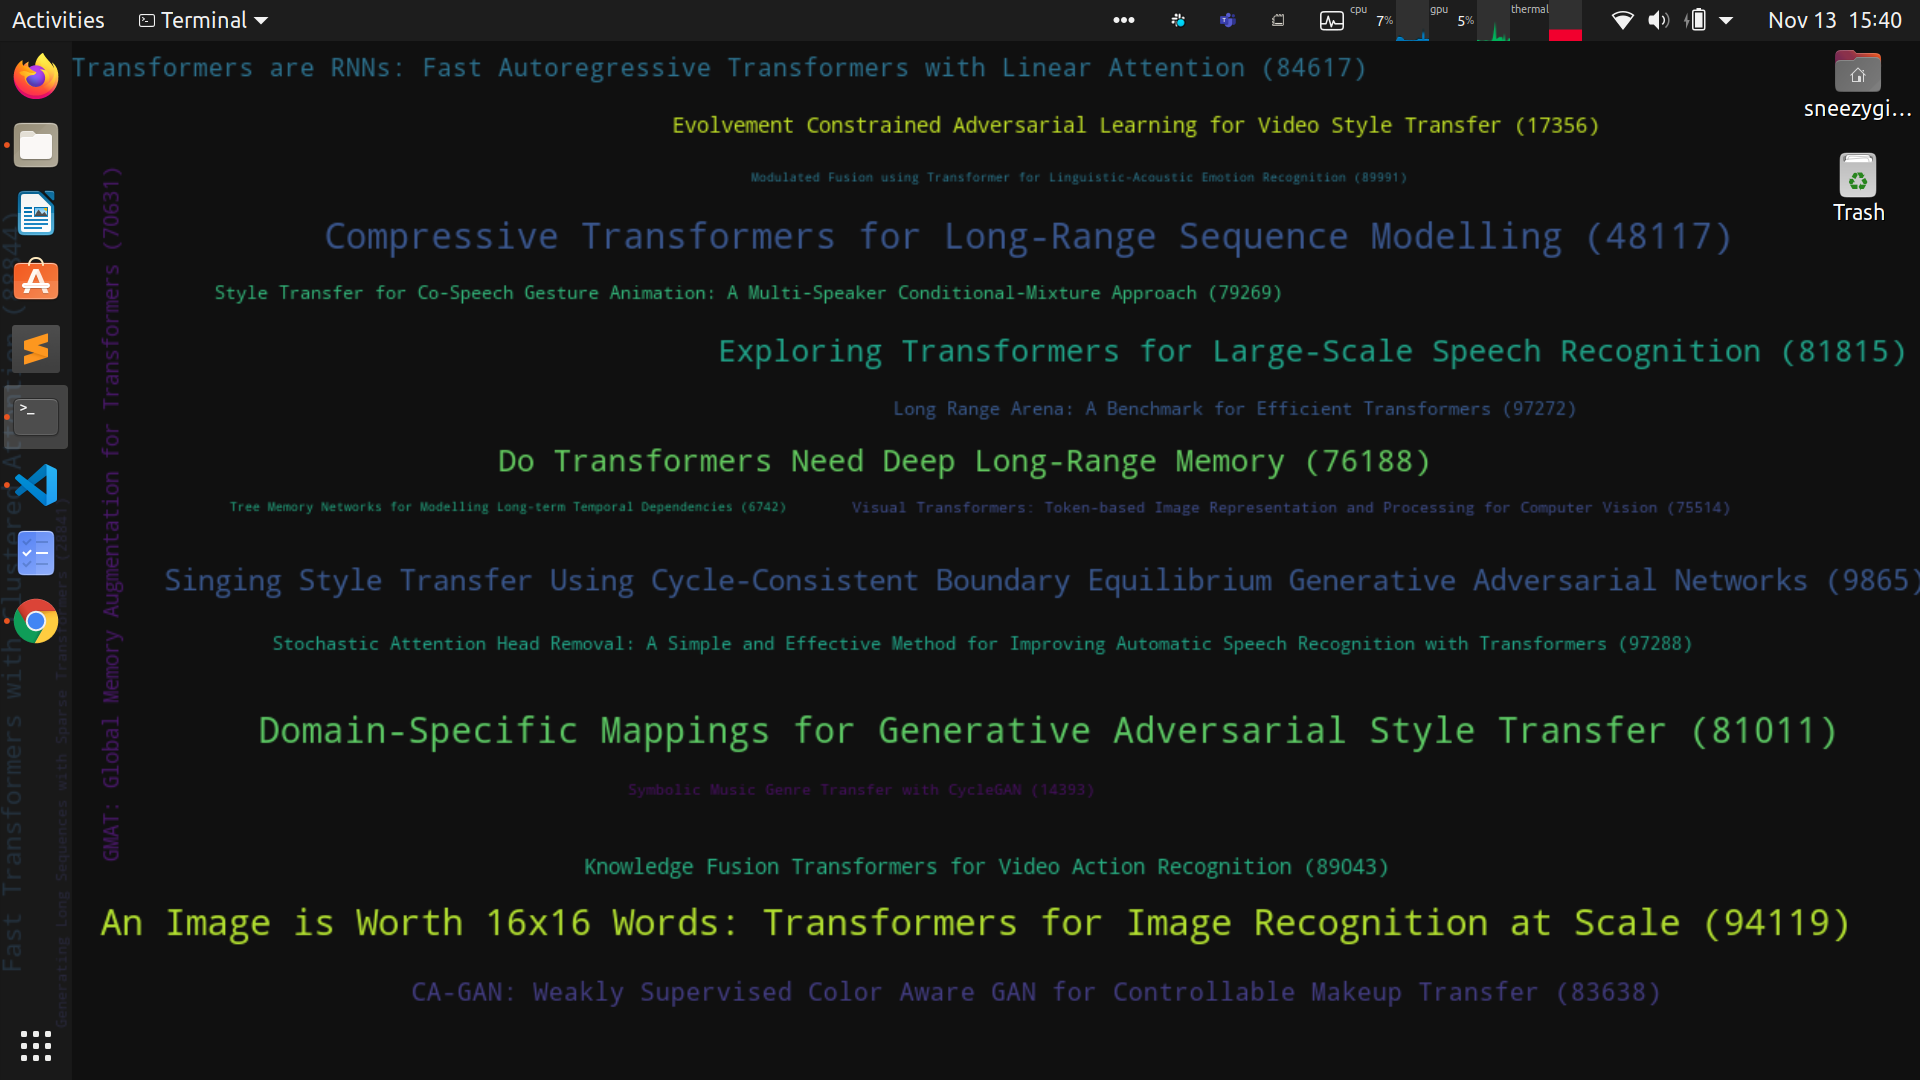 Activities
Terminal
cpu
7%
gpu
5%
thermal
Nov 13 15:40
Transformers are RNNs: Fast Autoregressive Transformers with Linear Attention (84617)
sneezygi...
Evolvement Constrained Adversarial Learning for Video Style Transfer (17356)
Modulated Fusion using Transformer for Linguistic-Acoustic Emotion Recognition (89991)
Trash
Compressive Transformers for Long-Range Sequence Modelling (48117)
Style Transfer for Co-Speech Gesture Animation: A Multi-Speaker Conditional-Mixture Approach (79269)
Exploring Transformers for Large-Scale Speech Recognition (81815)
Long Range Arena: A Benchmark for Efficient Transformers (97272)
Do Transformers Need Deep Long-Range Memory (76188)
Tree Memory Networks for Modelling Long-term Temporal Dependencies (6742)
Visual Transformers: Token-based Image Representation and Processing for Computer Vision (75514)
Singing Style Transfer Using Cycle-Consistent Boundary Equilibrium Generative Adversarial Networks (9865)
Stochastic Attention Head Removal: A Simple and Effective Method for Improving Automatic Speech Recognition with Transformers (97288)
Domain-Specific Mappings for Generative Adversarial Style Transfer (81011)
Symbolic Music Genre Transfer with CycleGAN (14393)
Knowledge Fusion Transformers for Video Action Recognition (89043)
An Image is Worth 16x16 Words: Transformers for Image Recognition at Scale (94119)
CA-GAN: Weakly Supervised Color Aware GAN for Controllable Makeup Transfer (83638)
GMAT: Global Memory Augmentation for Transformers (70631)
Fast Transformers with Clustered Attention
Generating Long Sequences with Sparse Transformers (28841)